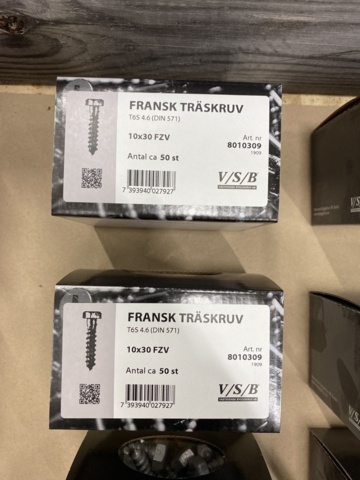 FRANSK TRÄSKRUV
T6S 4.6 (DIN 571)
10x30 FZV
Art. nr
8010309
1909
Antal ca 50 st
7 393940 027927
V/S/B
FRANSK TRÄSKRUV
T6S 4.6 (DIN 571)
10x30 FZV
Art. nr
8010309
1909
Antal ca 50 st
7 393940 027927
V/S/B